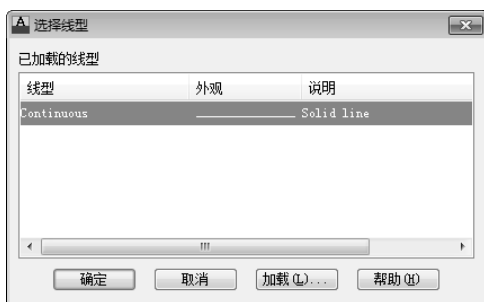 选择线型
已加载的线型
线型 外观 说明
Continuous Solid line
确定 取消 加载(L)... 帮助(H)